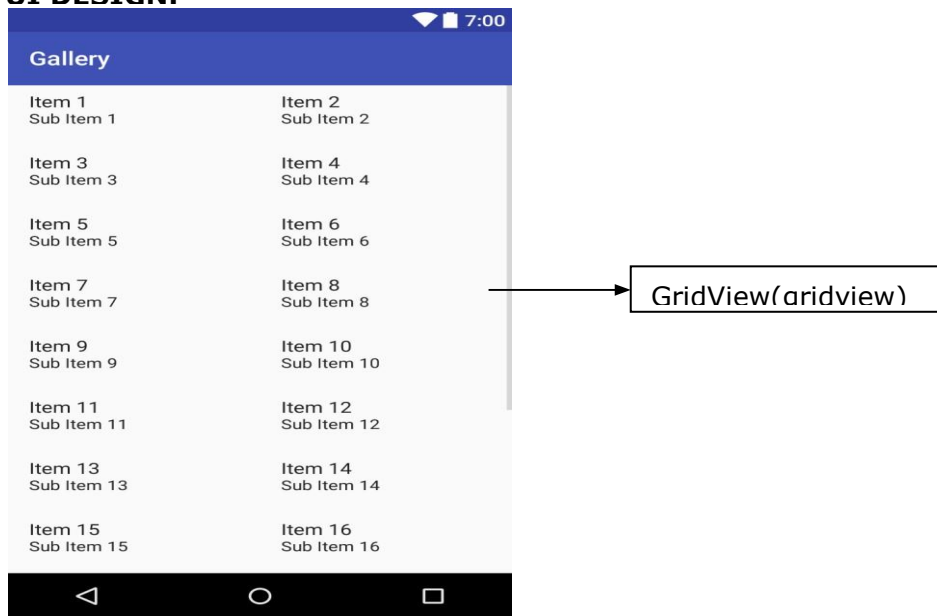 UI DESIGN:
7:00
Gallery
Item 1 Item 2
Sub Item 1 Sub Item 2
Item 3 Item 4
Sub Item 3 Sub Item 4
Item 5 Item 6
Sub Item 5 Sub Item 6
Item 7 Item 8
Sub Item 7 Sub Item 8
GridView(gridview)
Item 9 Item 10
Sub Item 9 Sub Item 10
Item 11 Item 12
Sub Item 11 Sub Item 12
Item 13 Item 14
Sub Item 13 Sub Item 14
Item 15 Item 16
Sub Item 15 Sub Item 16